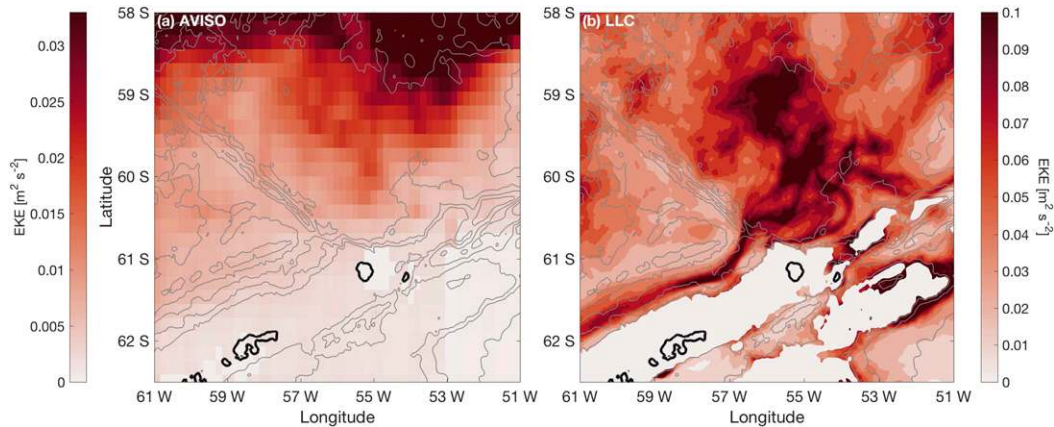 (a) AVISO
(b) LLC
58 S
59 S
60 S
61 S
62 S
61 W
59 W
57 W
55 W
53 W
51 W
Longitude
Latitude
0.03
0.025
0.02
0.015
0.01
0.005
0
EKE [m² s⁻²]
58 S
59 S
60 S
61 S
62 S
61 W
59 W
57 W
55 W
53 W
51 W
Longitude
0.1
0.09
0.08
0.07
0.06
0.05
0.04
0.03
0.02
0.01
0
EKE [m² s⁻²]